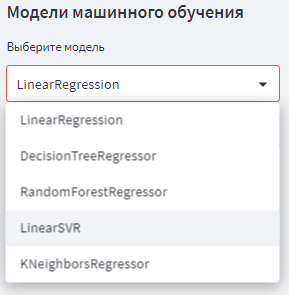 Модели машинного обучения
Выберите модель
LinearRegression
LinearRegression
DecisionTreeRegressor
RandomForestRegressor
LinearSVR
KNeighborsRegressor